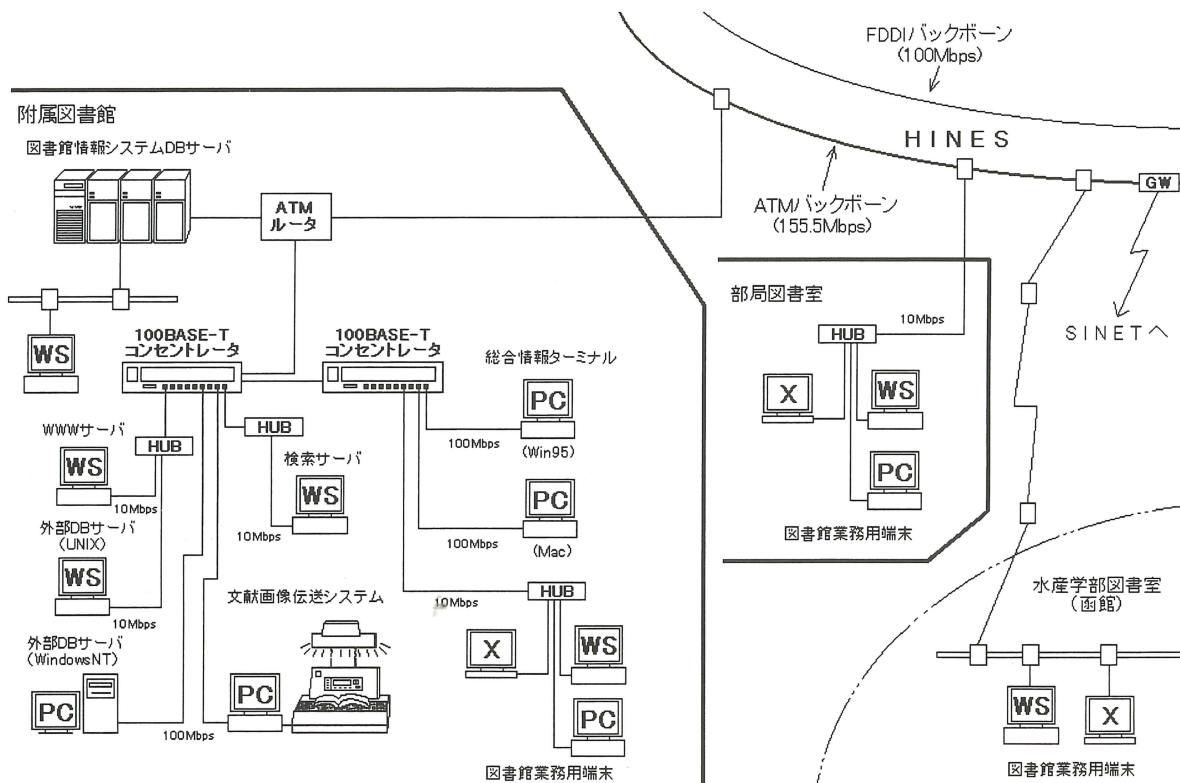 FDDIバックボーン
(100Mbps)
HINES
GW
ATMバックボーン
(155.5Mbps)
SINETへ
附属図書館
図書館情報システムDBサーバ
ATM
ルータ
WS
100BASE-T
コンセントレータ
100BASE-T
コンセントレータ
WWWサーバ
WS
10Mbps
HUB
HUB
検索サーバ
WS
10Mbps
外部DBサーバ
(UNIX)
WS
10Mbps
外部DBサーバ
(WindowsNT)
PC
100Mbps
文献画像伝送システム
PC
総合情報ターミナル
PC
100Mbps
(Win95)
PC
100Mbps
(Mac)
10Mbps
HUB
X
WS
PC
図書館業務用端末
部局図書室
HUB
10Mbps
X
WS
PC
図書館業務用端末
水産学部図書室
(函館)
WS
X
図書館業務用端末